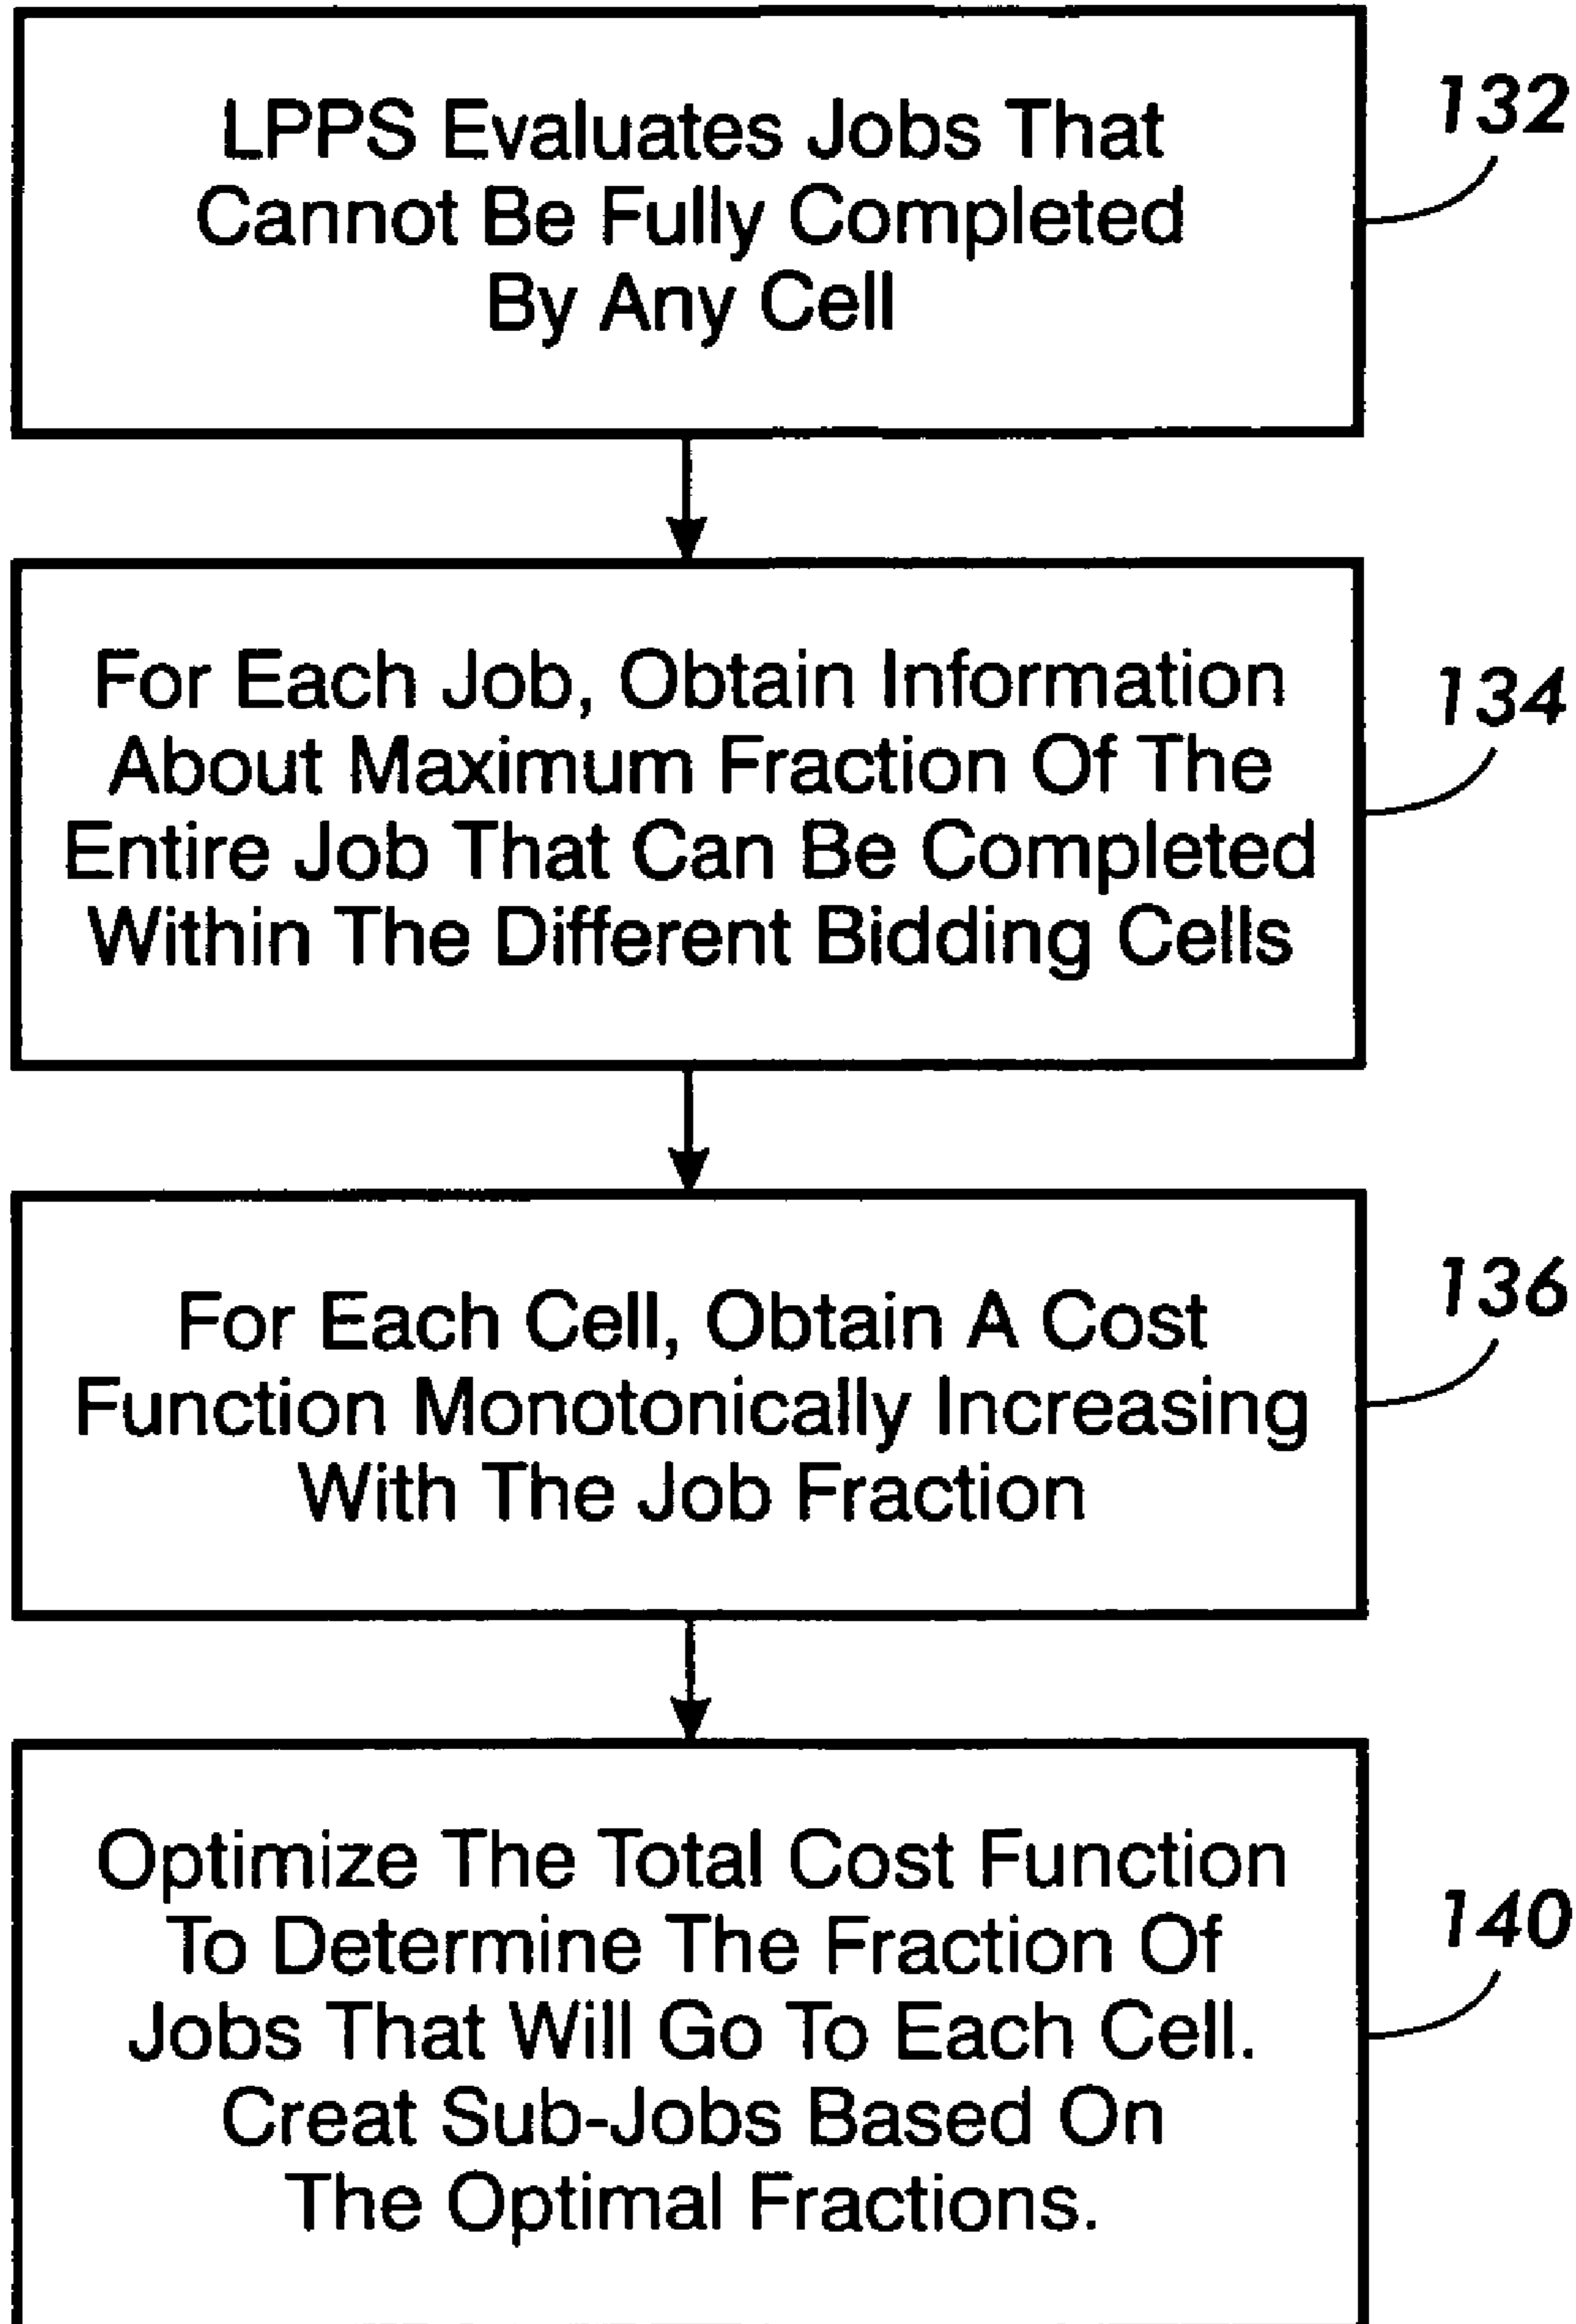 LPPS Evaluates Jobs That
Cannot Be Fully Completed
By Any Cell
132
For Each Job, Obtain Information
About Maximum Fraction Of The
Entire Job That Can Be Completed
Within The Different Bidding Cells
134
For Each Cell, Obtain A Cost
Function Monotonically Increasing
With The Job Fraction
136
Optimize The Total Cost Function
To Determine The Fraction Of
Jobs That Will Go To Each Cell.
Creat Sub-Jobs Based On
The Optimal Fractions.
140